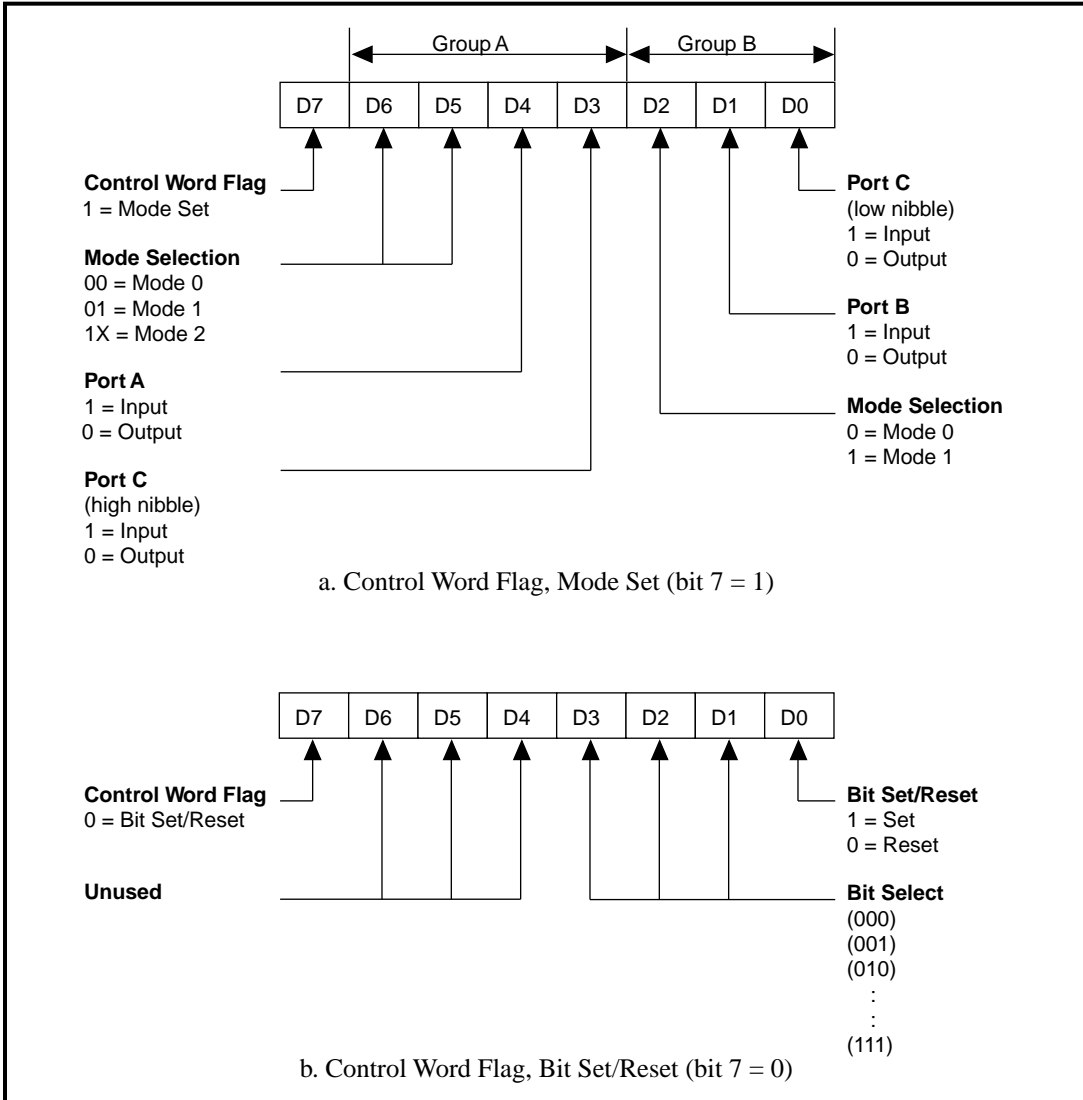 Group A Group B
D7 D6 D5 D4 D3 D2 D1 D0
Control Word Flag
1 = Mode Set
Mode Selection
00 = Mode 0
01 = Mode 1
1X = Mode 2
Port A
1 = Input
0 = Output
Port C
(high nibble)
1 = Input
0 = Output
Port C
(low nibble)
1 = Input
0 = Output
Port B
1 = Input
0 = Output
Mode Selection
0 = Mode 0
1 = Mode 1
a. Control Word Flag, Mode Set (bit 7 = 1)
D7 D6 D5 D4 D3 D2 D1 D0
Control Word Flag
0 = Bit Set/Reset
Unused
Bit Set/Reset
1 = Set
0 = Reset
Bit Select
(000)
(001)
(010)
:
:
(111)
b. Control Word Flag, Bit Set/Reset (bit 7 = 0)